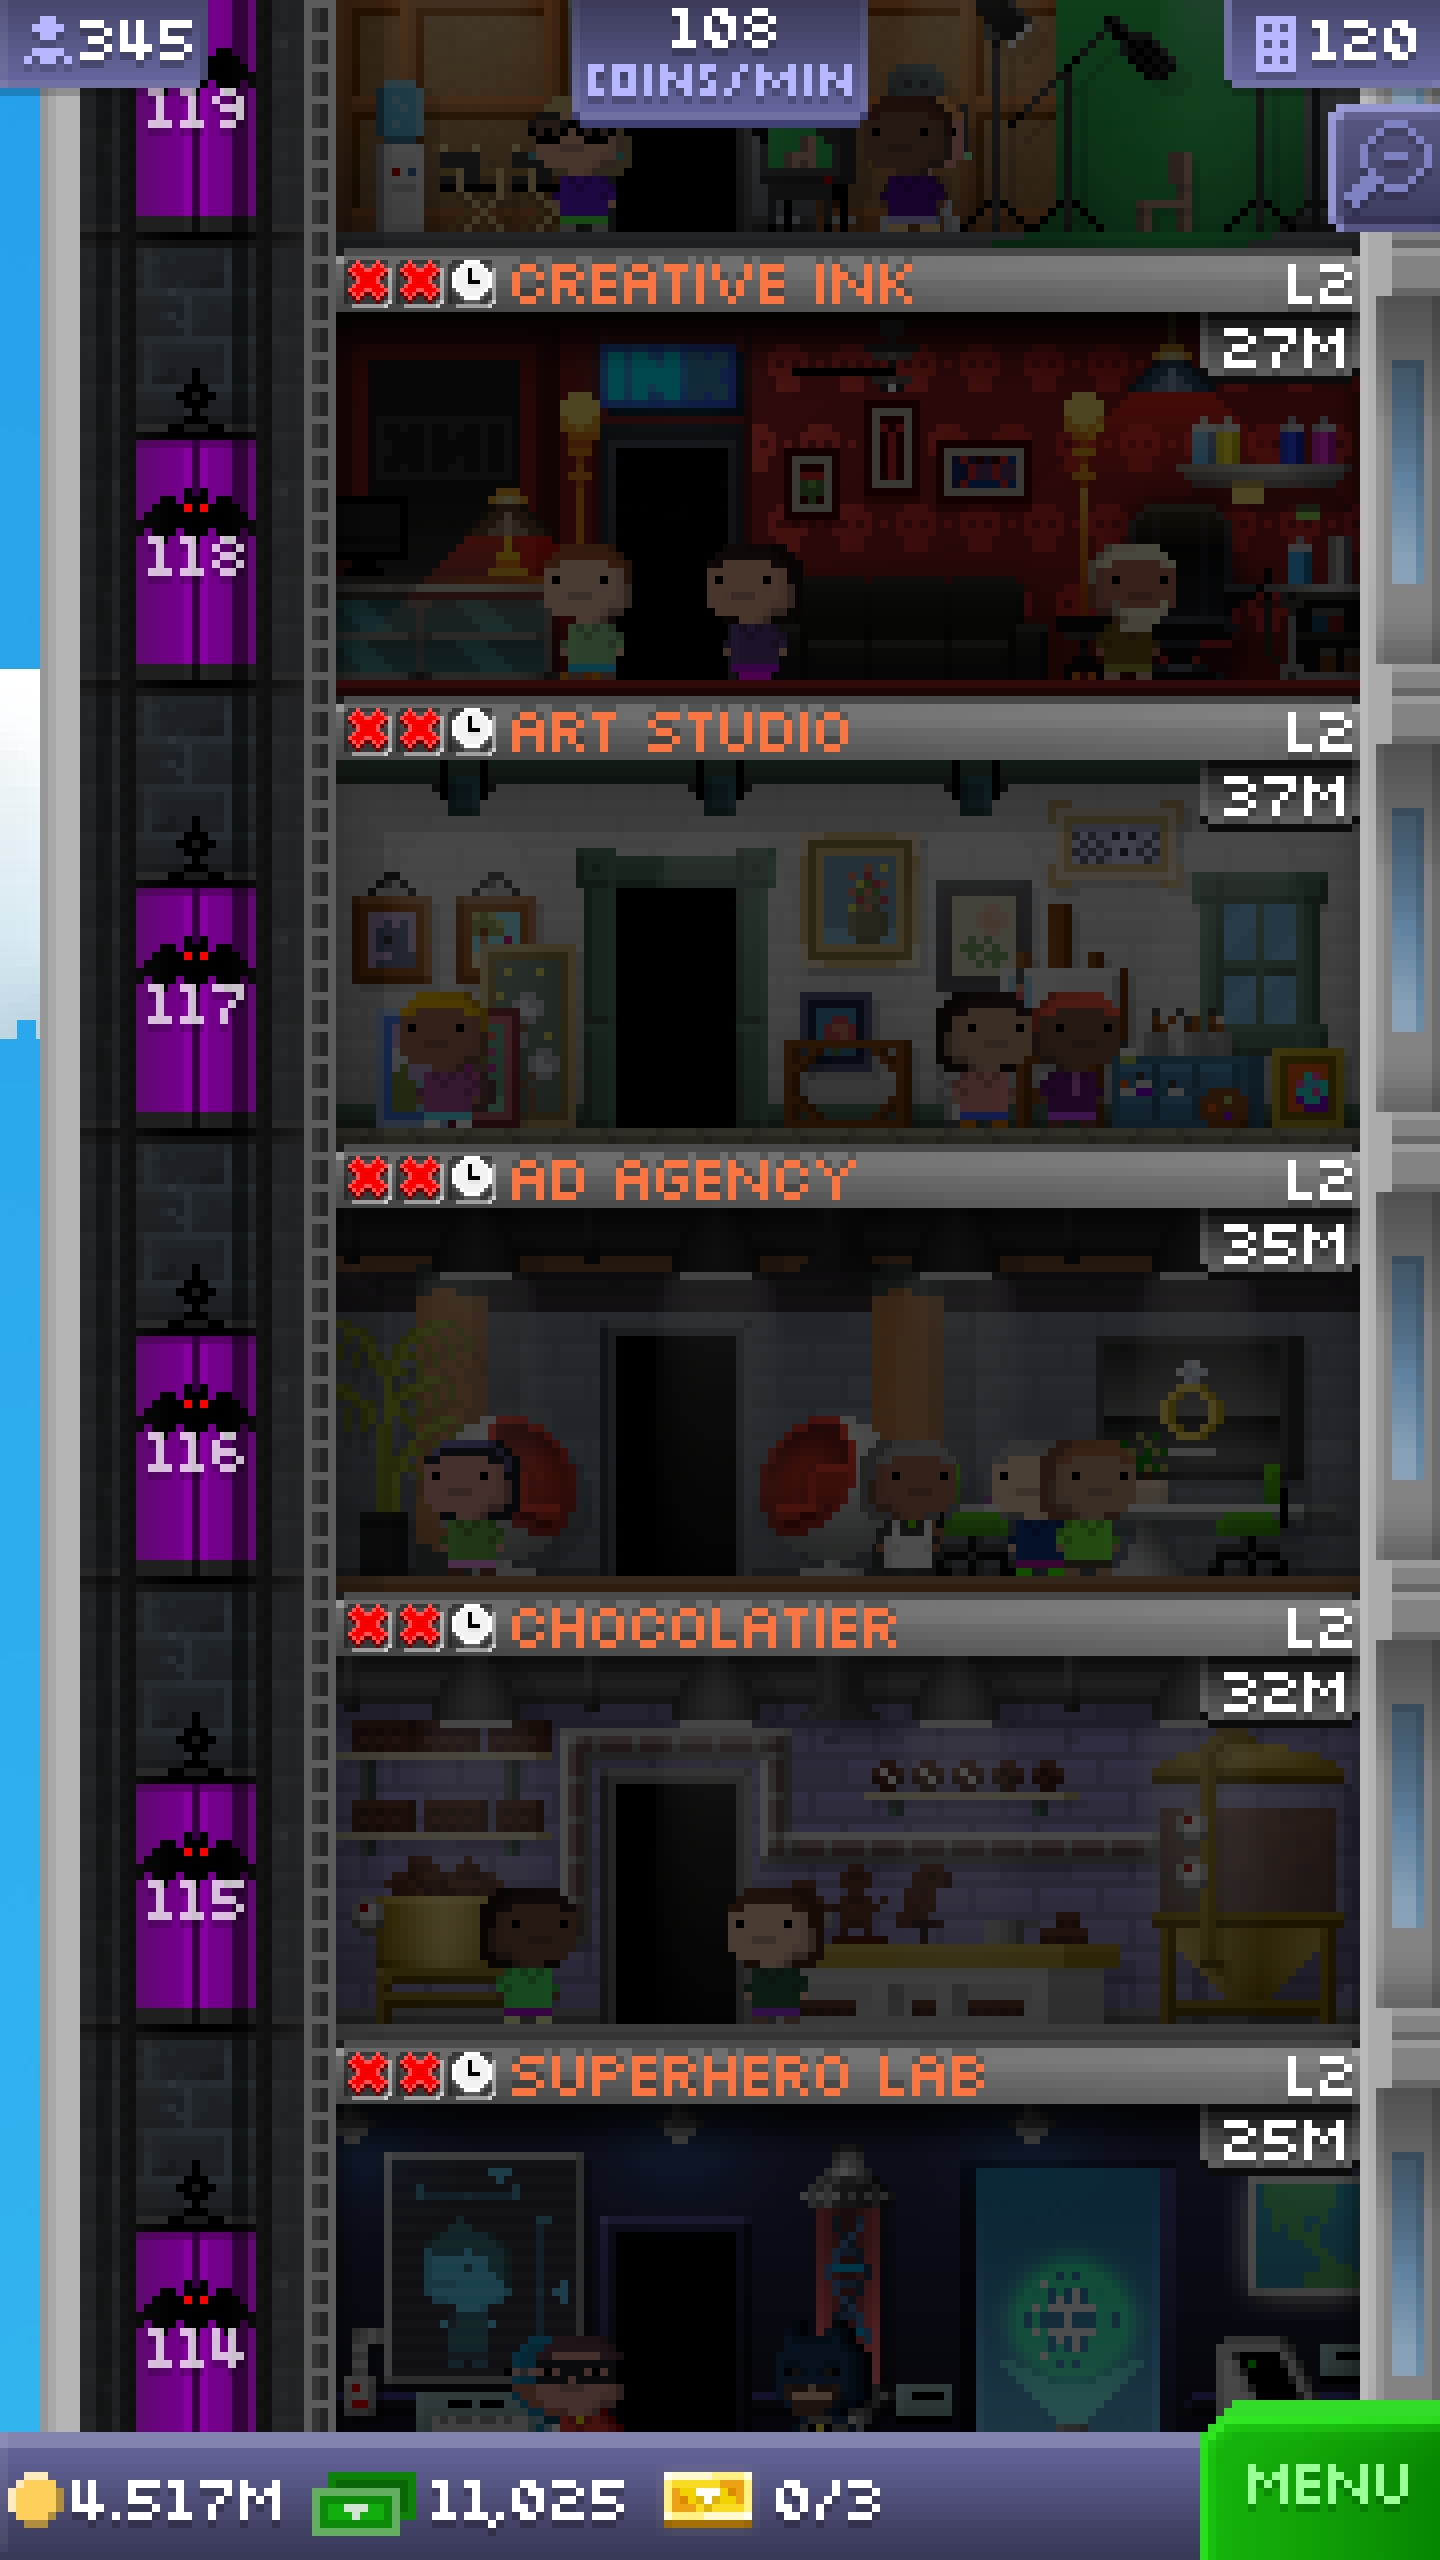 345
108
COINS/MIN
120
119
CREATIVE INK L2
27M
INK
118
ART STUDIO L2
37M
117
AD AGENCY L2
35M
116
CHOCOLATIER L2
32M
115
SUPERHERO LAB L2
25M
114
4.517M 11,025 0/3 MENU